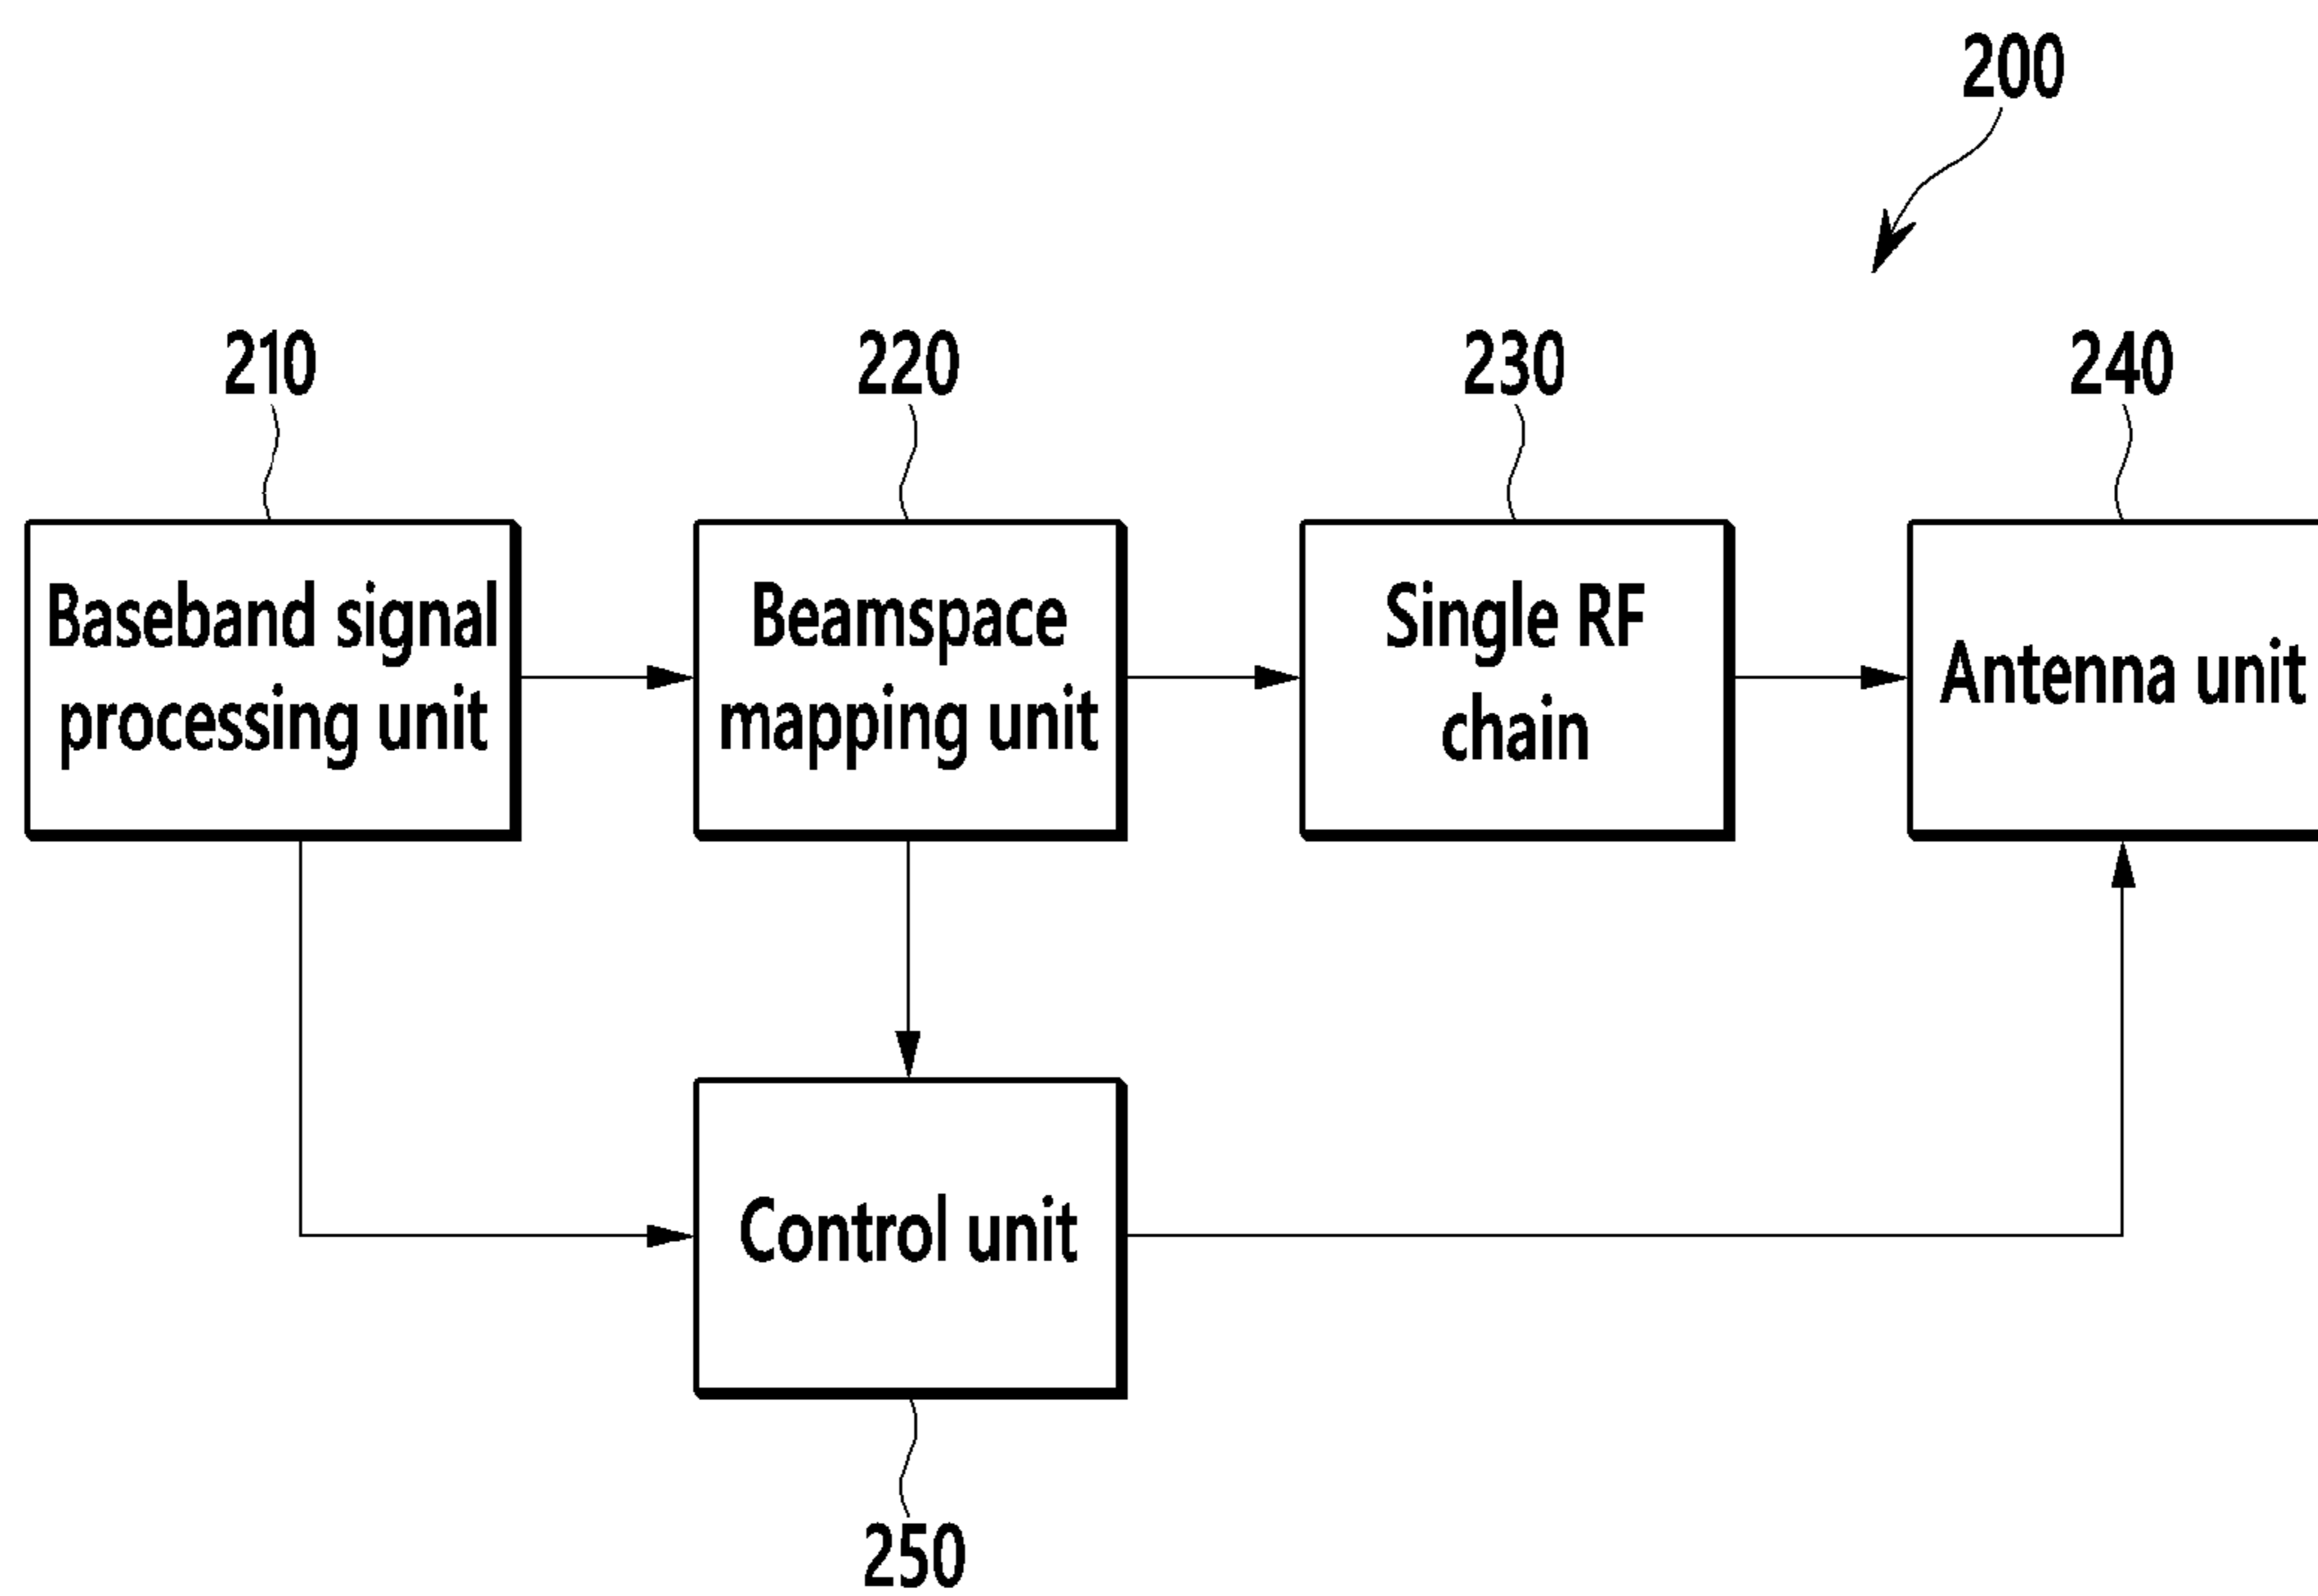 200
210
220
230
240
Baseband signal
processing unit
Beamspace
mapping unit
Single RF
chain
Antenna unit
Control unit
250